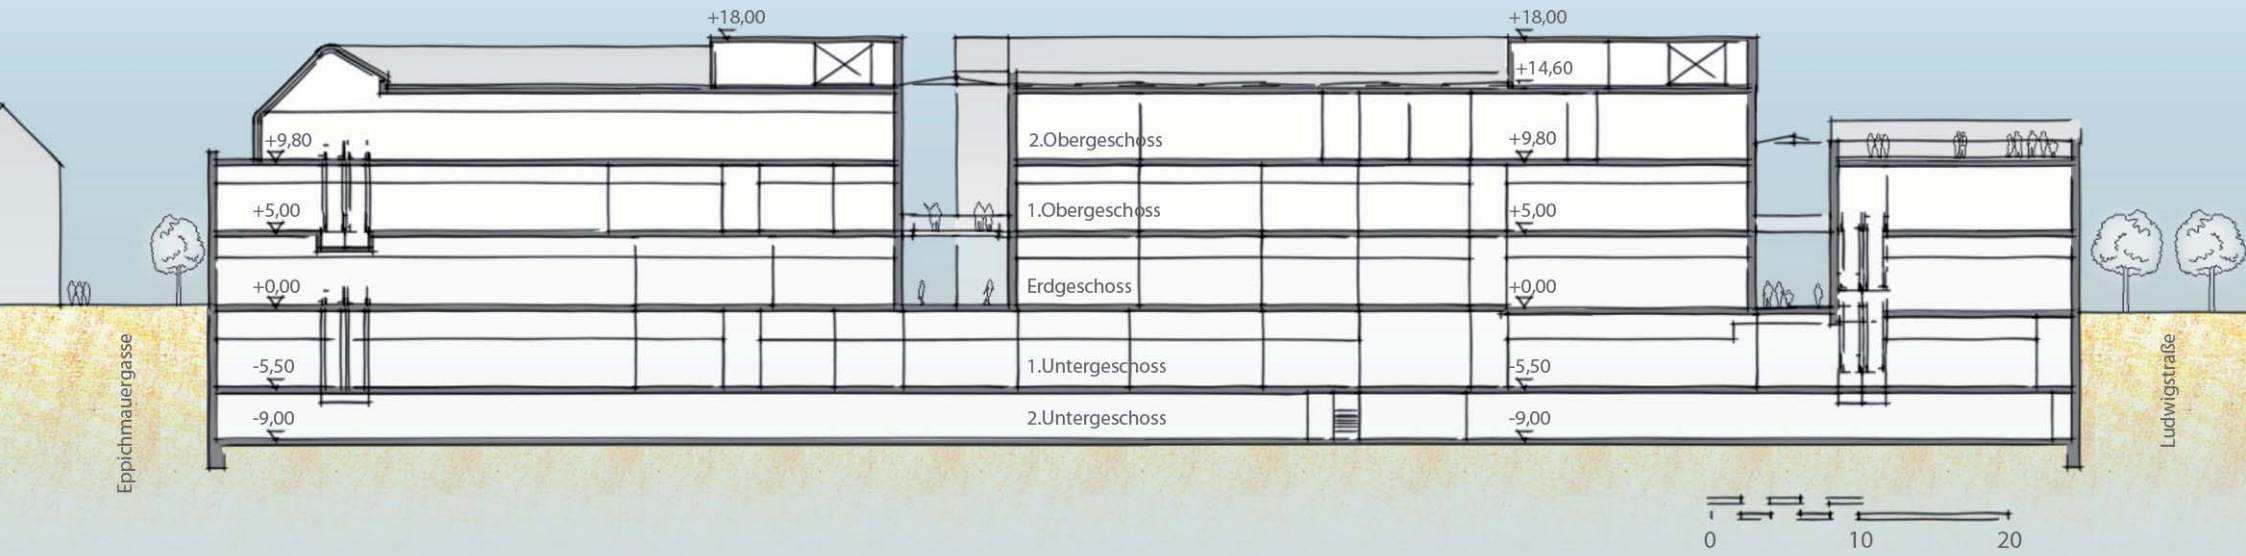 +18,00 +18,00
+14,60
+9,80 2.Obergeschoss +9,80
+5,00 1.Obergeschoss +5,00
+0,00 Erdgeschoss +0,00
-5,50 1.Untergeschoss -5,50
-9,00 2.Untergeschoss -9,00
Eppichmauergasse
Ludwigstraße
0 10 20